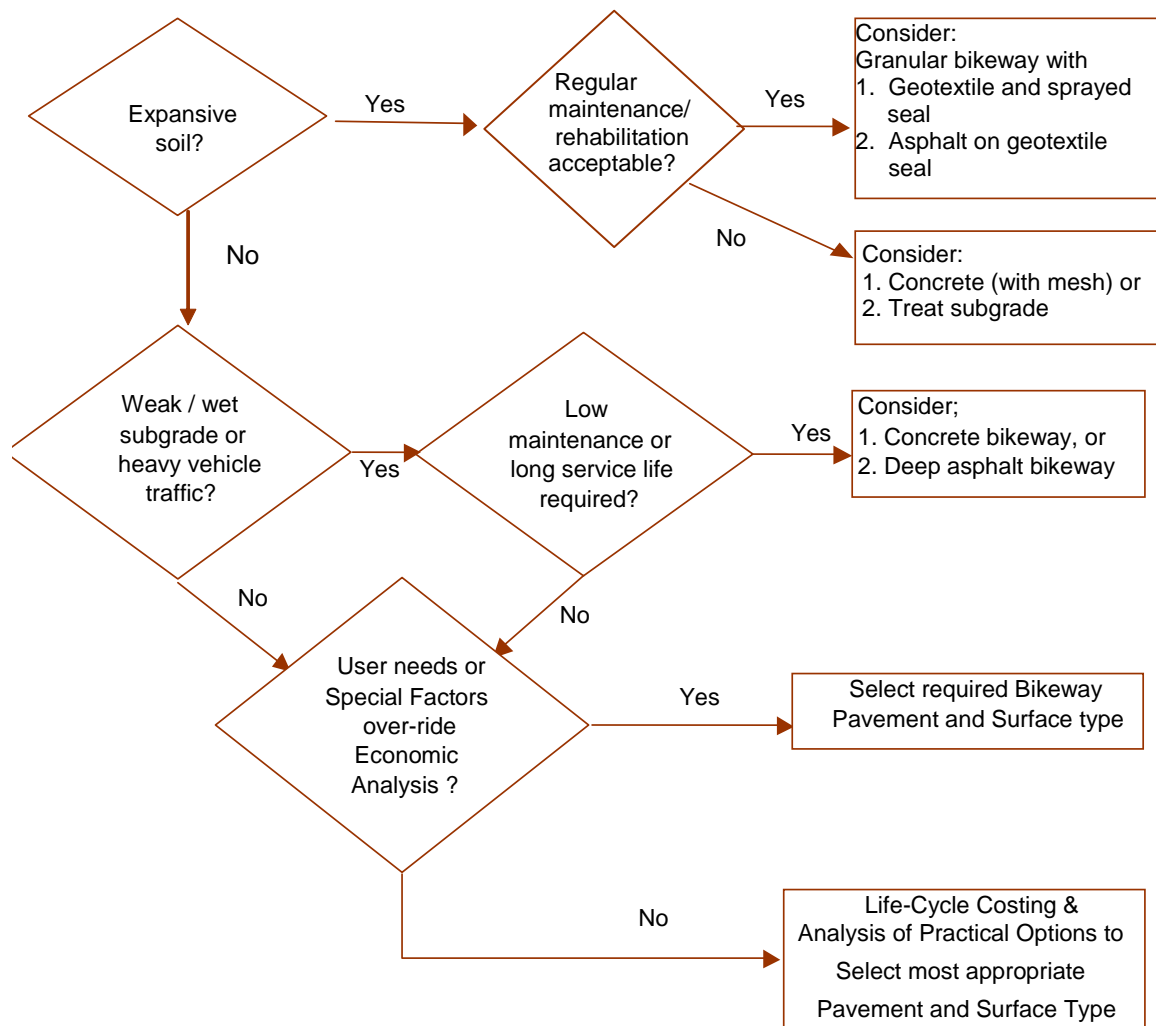 Expansive
soil?
Yes
Regular
maintenance/
rehabilitation
acceptable?
Yes
Consider:
Granular bikeway with
1. Geotextile and sprayed
seal
2. Asphalt on geotextile
seal
No
Consider:
1. Concrete (with mesh) or
2. Treat subgrade
No
Weak / wet
subgrade or
heavy vehicle
traffic?
Yes
Low
maintenance or
long service life
required?
Yes
Consider;
1. Concrete bikeway, or
2. Deep asphalt bikeway
No
No
User needs or
Special Factors
over-ride
Economic
Analysis ?
Yes
Select required Bikeway
Pavement and Surface type
No
Life-Cycle Costing &
Analysis of Practical Options to
Select most appropriate
Pavement and Surface Type